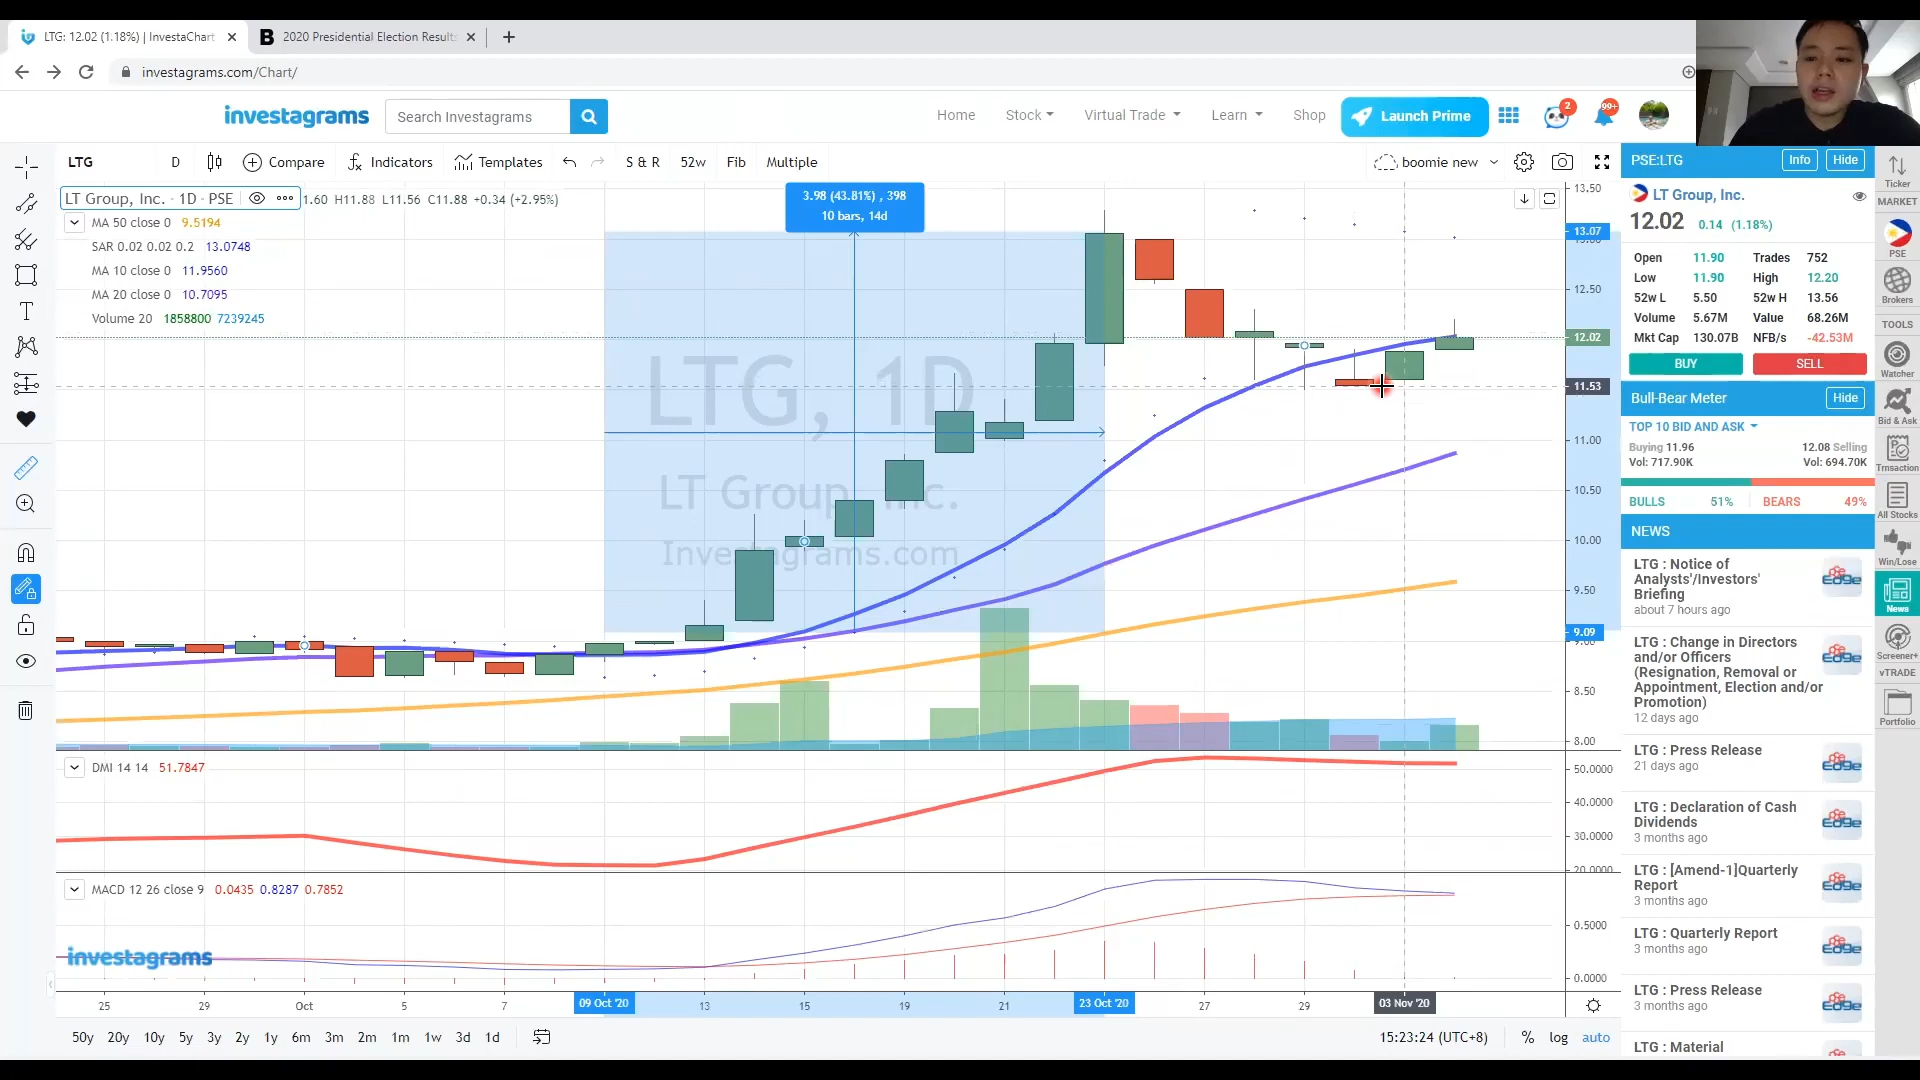 LTG: 12.02 (1.18%) | InvestaChart
B 2020 Presidential Election Results
investagrams.com/Chart/
investagrams
Search Investagrams
Home
Stock
Virtual Trade
Learn
Shop
Launch Prime
2
99+
LTG
D
Compare
Indicators
Templates
S & R
52w
Fib
Multiple
boomie new
LT Group, Inc. · 1D · PSE
1.60 H11.88 L11.56 C11.88 +0.34 (+2.95%)
MA 50 close 0 9.5194
SAR 0.02 0.02 0.2 13.0748
MA 10 close 0 11.9560
MA 20 close 0 10.7095
Volume 20 1858800 7239245
3.98 (43.81%) , 398
10 bars, 14d
LTG, 1D
LT Group, Inc.
Investagrams.com
13.50
13.07
12.50
12.02
11.53
11.00
10.50
10.00
9.50
9.09
8.50
8.00
DMI 14 14 51.7847
50.0000
40.0000
30.0000
20.0000
MACD 12 26 close 9 0.0435 0.8287 0.7852
0.5000
0.0000
investagrams
25
29
Oct
5
7
09 Oct '20
13
15
19
21
23 Oct '20
27
29
03 Nov '20
50y 20y 10y 5y 3y 2y 1y 6m 3m 2m 1m 1w 3d 1d
15:23:24 (UTC+8)
%
log
auto
PSE:LTG
Info
Hide
LT Group, Inc.
12.02 0.14 (1.18%)
Open 11.90 Trades 752
Low 11.90 High 12.20
52w L 5.50 52w H 13.56
Volume 5.67M Value 68.26M
Mkt Cap 130.07B NFB/s -42.53M
BUY
SELL
Bull-Bear Meter
Hide
TOP 10 BID AND ASK
Buying 11.96 12.08 Selling
Vol: 717.90K Vol: 694.70K
BULLS 51% BEARS 49%
NEWS
LTG : Notice of
Analysts'/Investors'
Briefing
about 7 hours ago
LTG : Change in Directors
and/or Officers
(Resignation, Removal or
Appointment, Election and/or
Promotion)
12 days ago
LTG : Press Release
21 days ago
LTG : Declaration of Cash
Dividends
3 months ago
LTG : [Amend-1]Quarterly
Report
3 months ago
LTG : Quarterly Report
3 months ago
LTG : Press Release
3 months ago
LTG : Material
Ticker
MARKET
PSE
Brokers
TOOLS
Watcher
Bid & Ask
Trnsaction
All Stocks
Win/Lose
News
Screener+
vTRADE
Portfolio